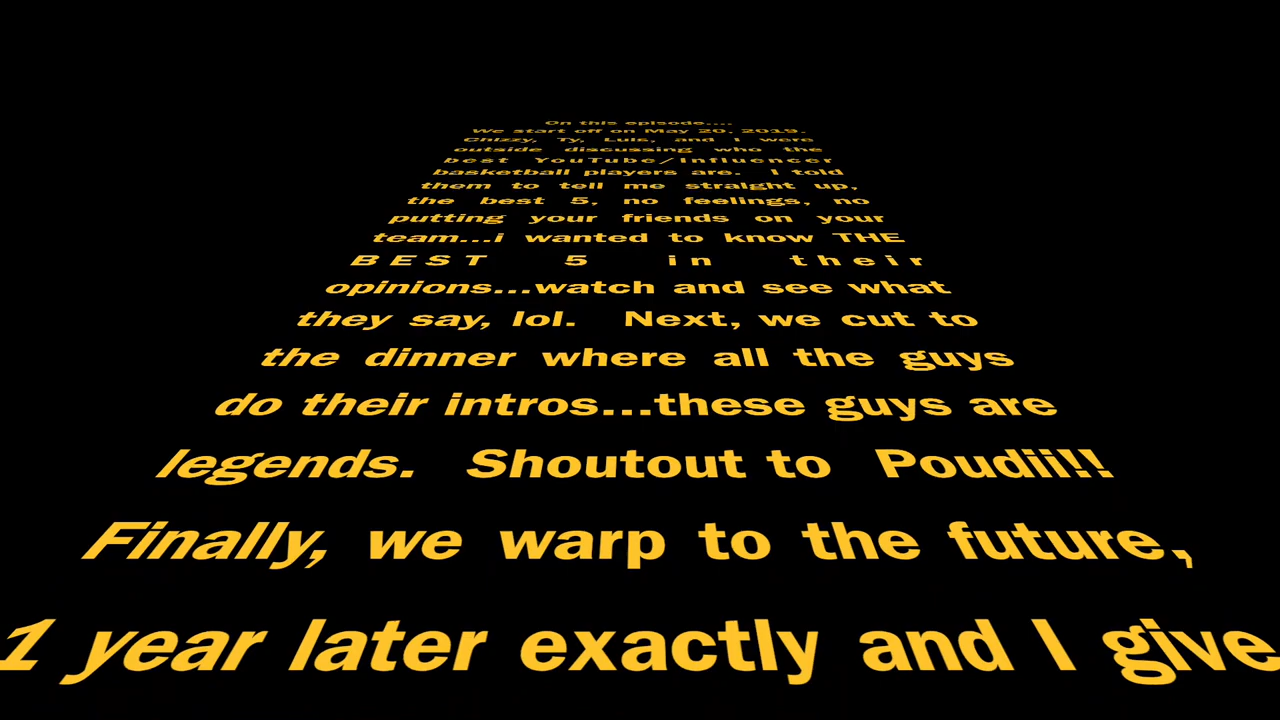 On this episode....
We start off on May 20, 2019.
Chizzy, Ty, Luis, and I were
outside discussing who the
best YouTube/Influencer
basketball players are. I told
them to tell me straight up,
the best 5, no feelings, no
putting your friends on your
team...i wanted to know THE
BEST 5 in their
opinions...watch and see what
they say, lol. Next, we cut to
the dinner where all the guys
do their intros...these guys are
legends. Shoutout to Poudii!!
Finally, we warp to the future,
1 year later exactly and I give